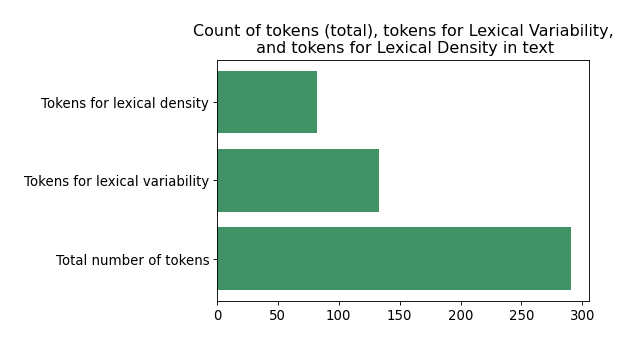 Count of tokens (total), tokens for Lexical Variability,
and tokens for Lexical Density in text
Tokens for lexical density
Tokens for lexical variability
Total number of tokens
0 50 100 150 200 250 300